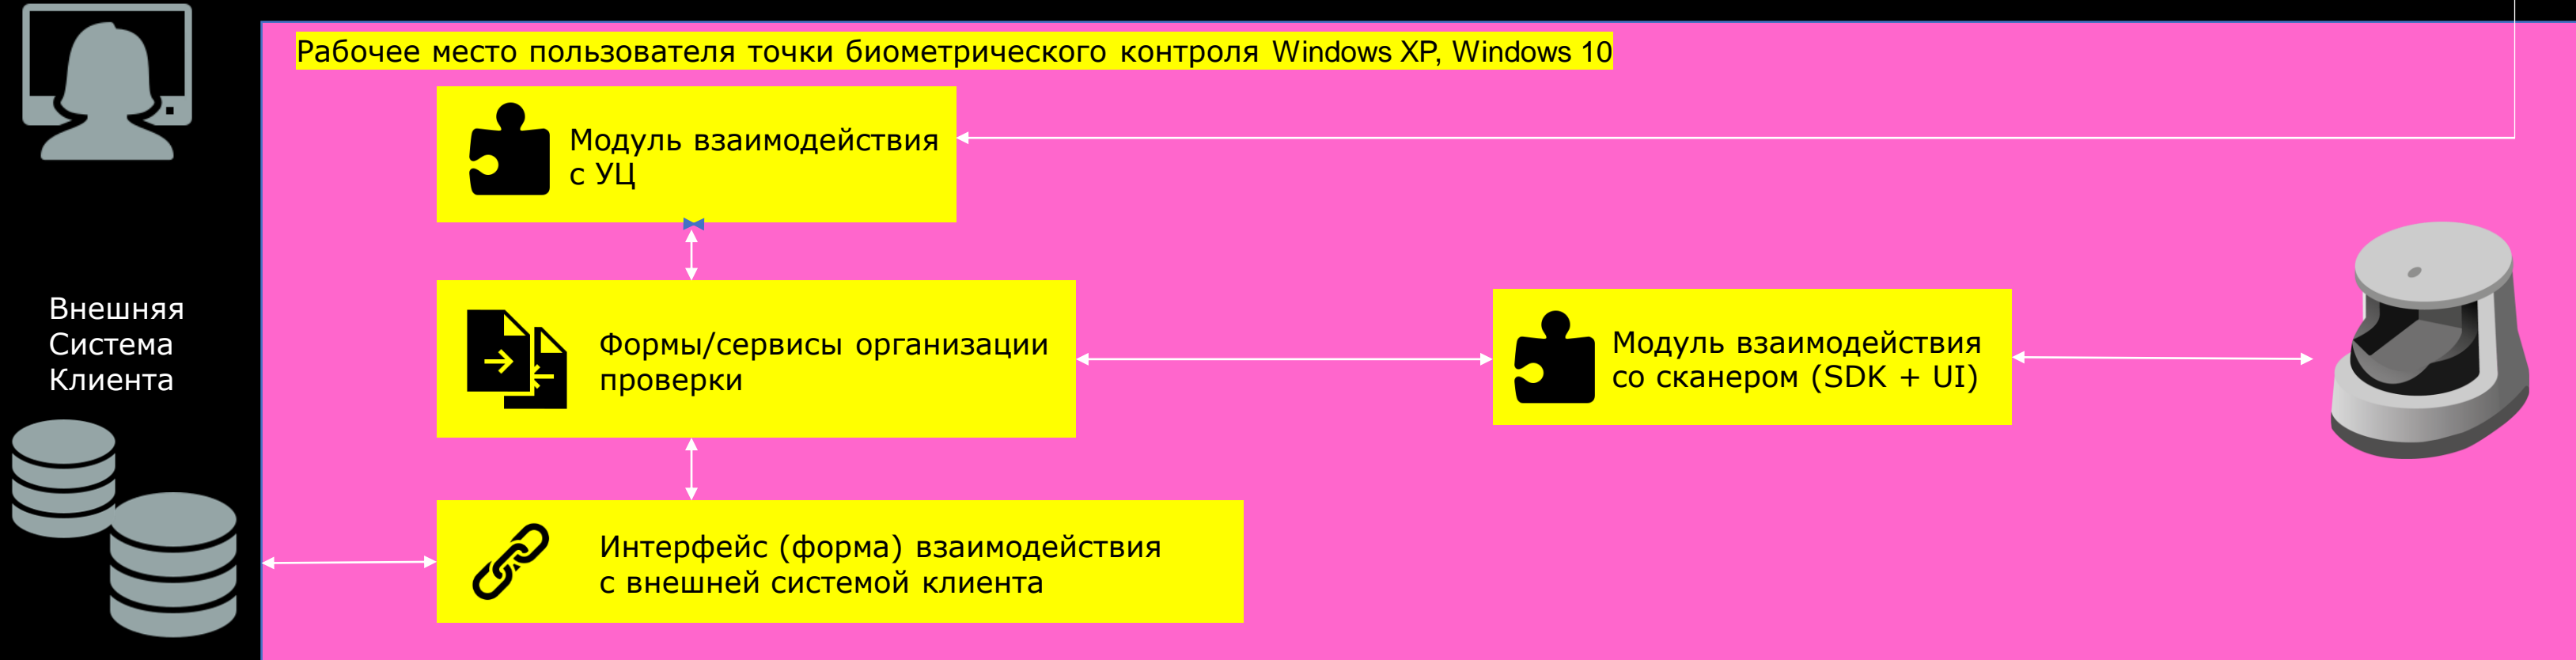 Рабочее место пользователя точки биометрического контроля Windows XP, Windows 10
Модуль взаимодействия
с УЦ
Внешняя
Система
Клиента
Формы/сервисы организации
проверки
Модуль взаимодействия
со сканером (SDK + UI)
Интерфейс (форма) взаимодействия
с внешней системой клиента